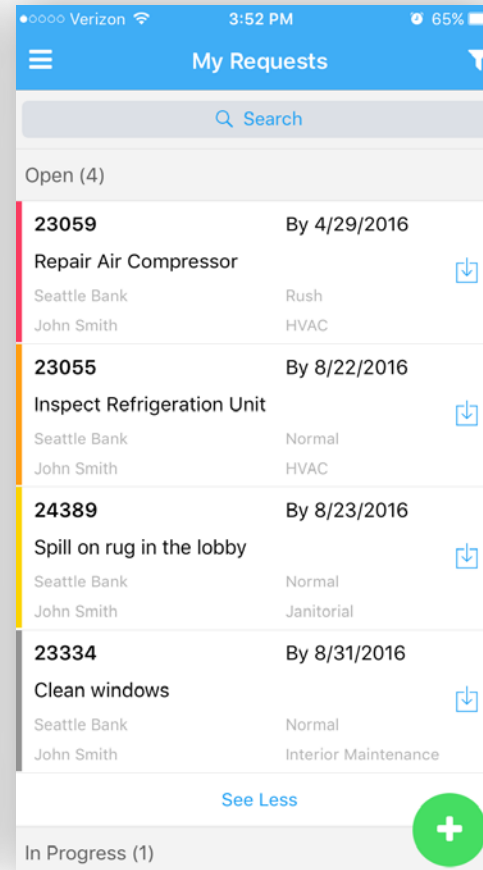 Verizon 3:52 PM 65%
My Requests
Search
Open (4)
23059 By 4/29/2016
Repair Air Compressor
Seattle Bank Rush
John Smith HVAC
23055 By 8/22/2016
Inspect Refrigeration Unit
Seattle Bank Normal
John Smith HVAC
24389 By 8/23/2016
Spill on rug in the lobby
Seattle Bank Normal
John Smith Janitorial
23334 By 8/31/2016
Clean windows
Seattle Bank Normal
John Smith Interior Maintenance
See Less
In Progress (1)